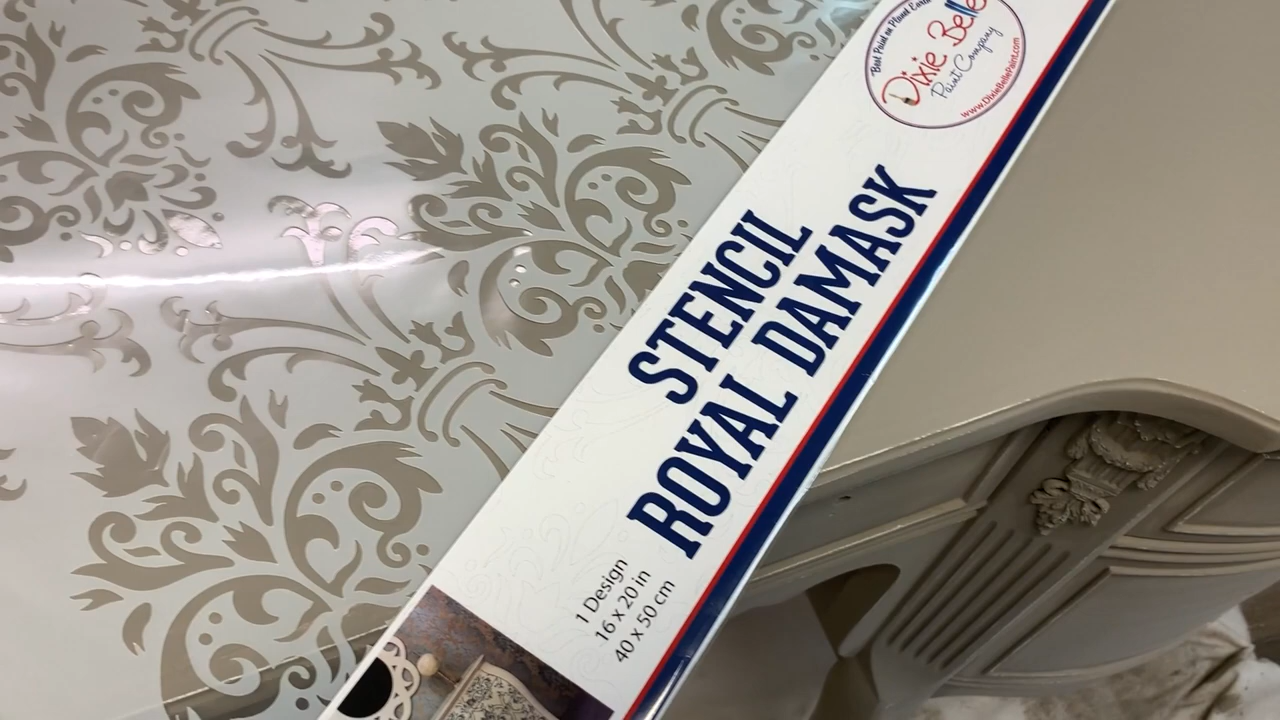 "Best Paint on Planet Earth"
Dixie Belle
Paint Company
www.DixieBellePaint.com
STENCIL
ROYAL DAMASK
1 Design
16 x 20 in
40 x 50 cm